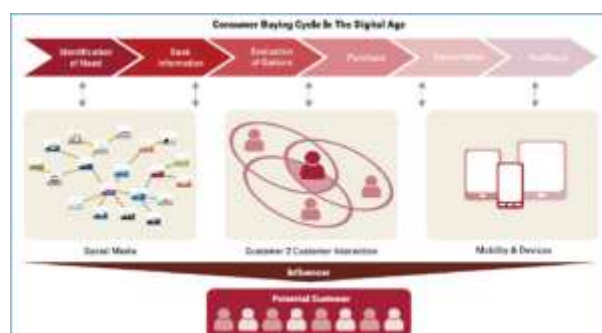 Consumer Buying Cycle In The Digital Age
Identification
of Need
Seek
Information
Evaluation
of Options
Purchase
Feedback
Social Media
Customer 2 Customer Interaction
Mobility & Devices
Influencer
Potential Customer